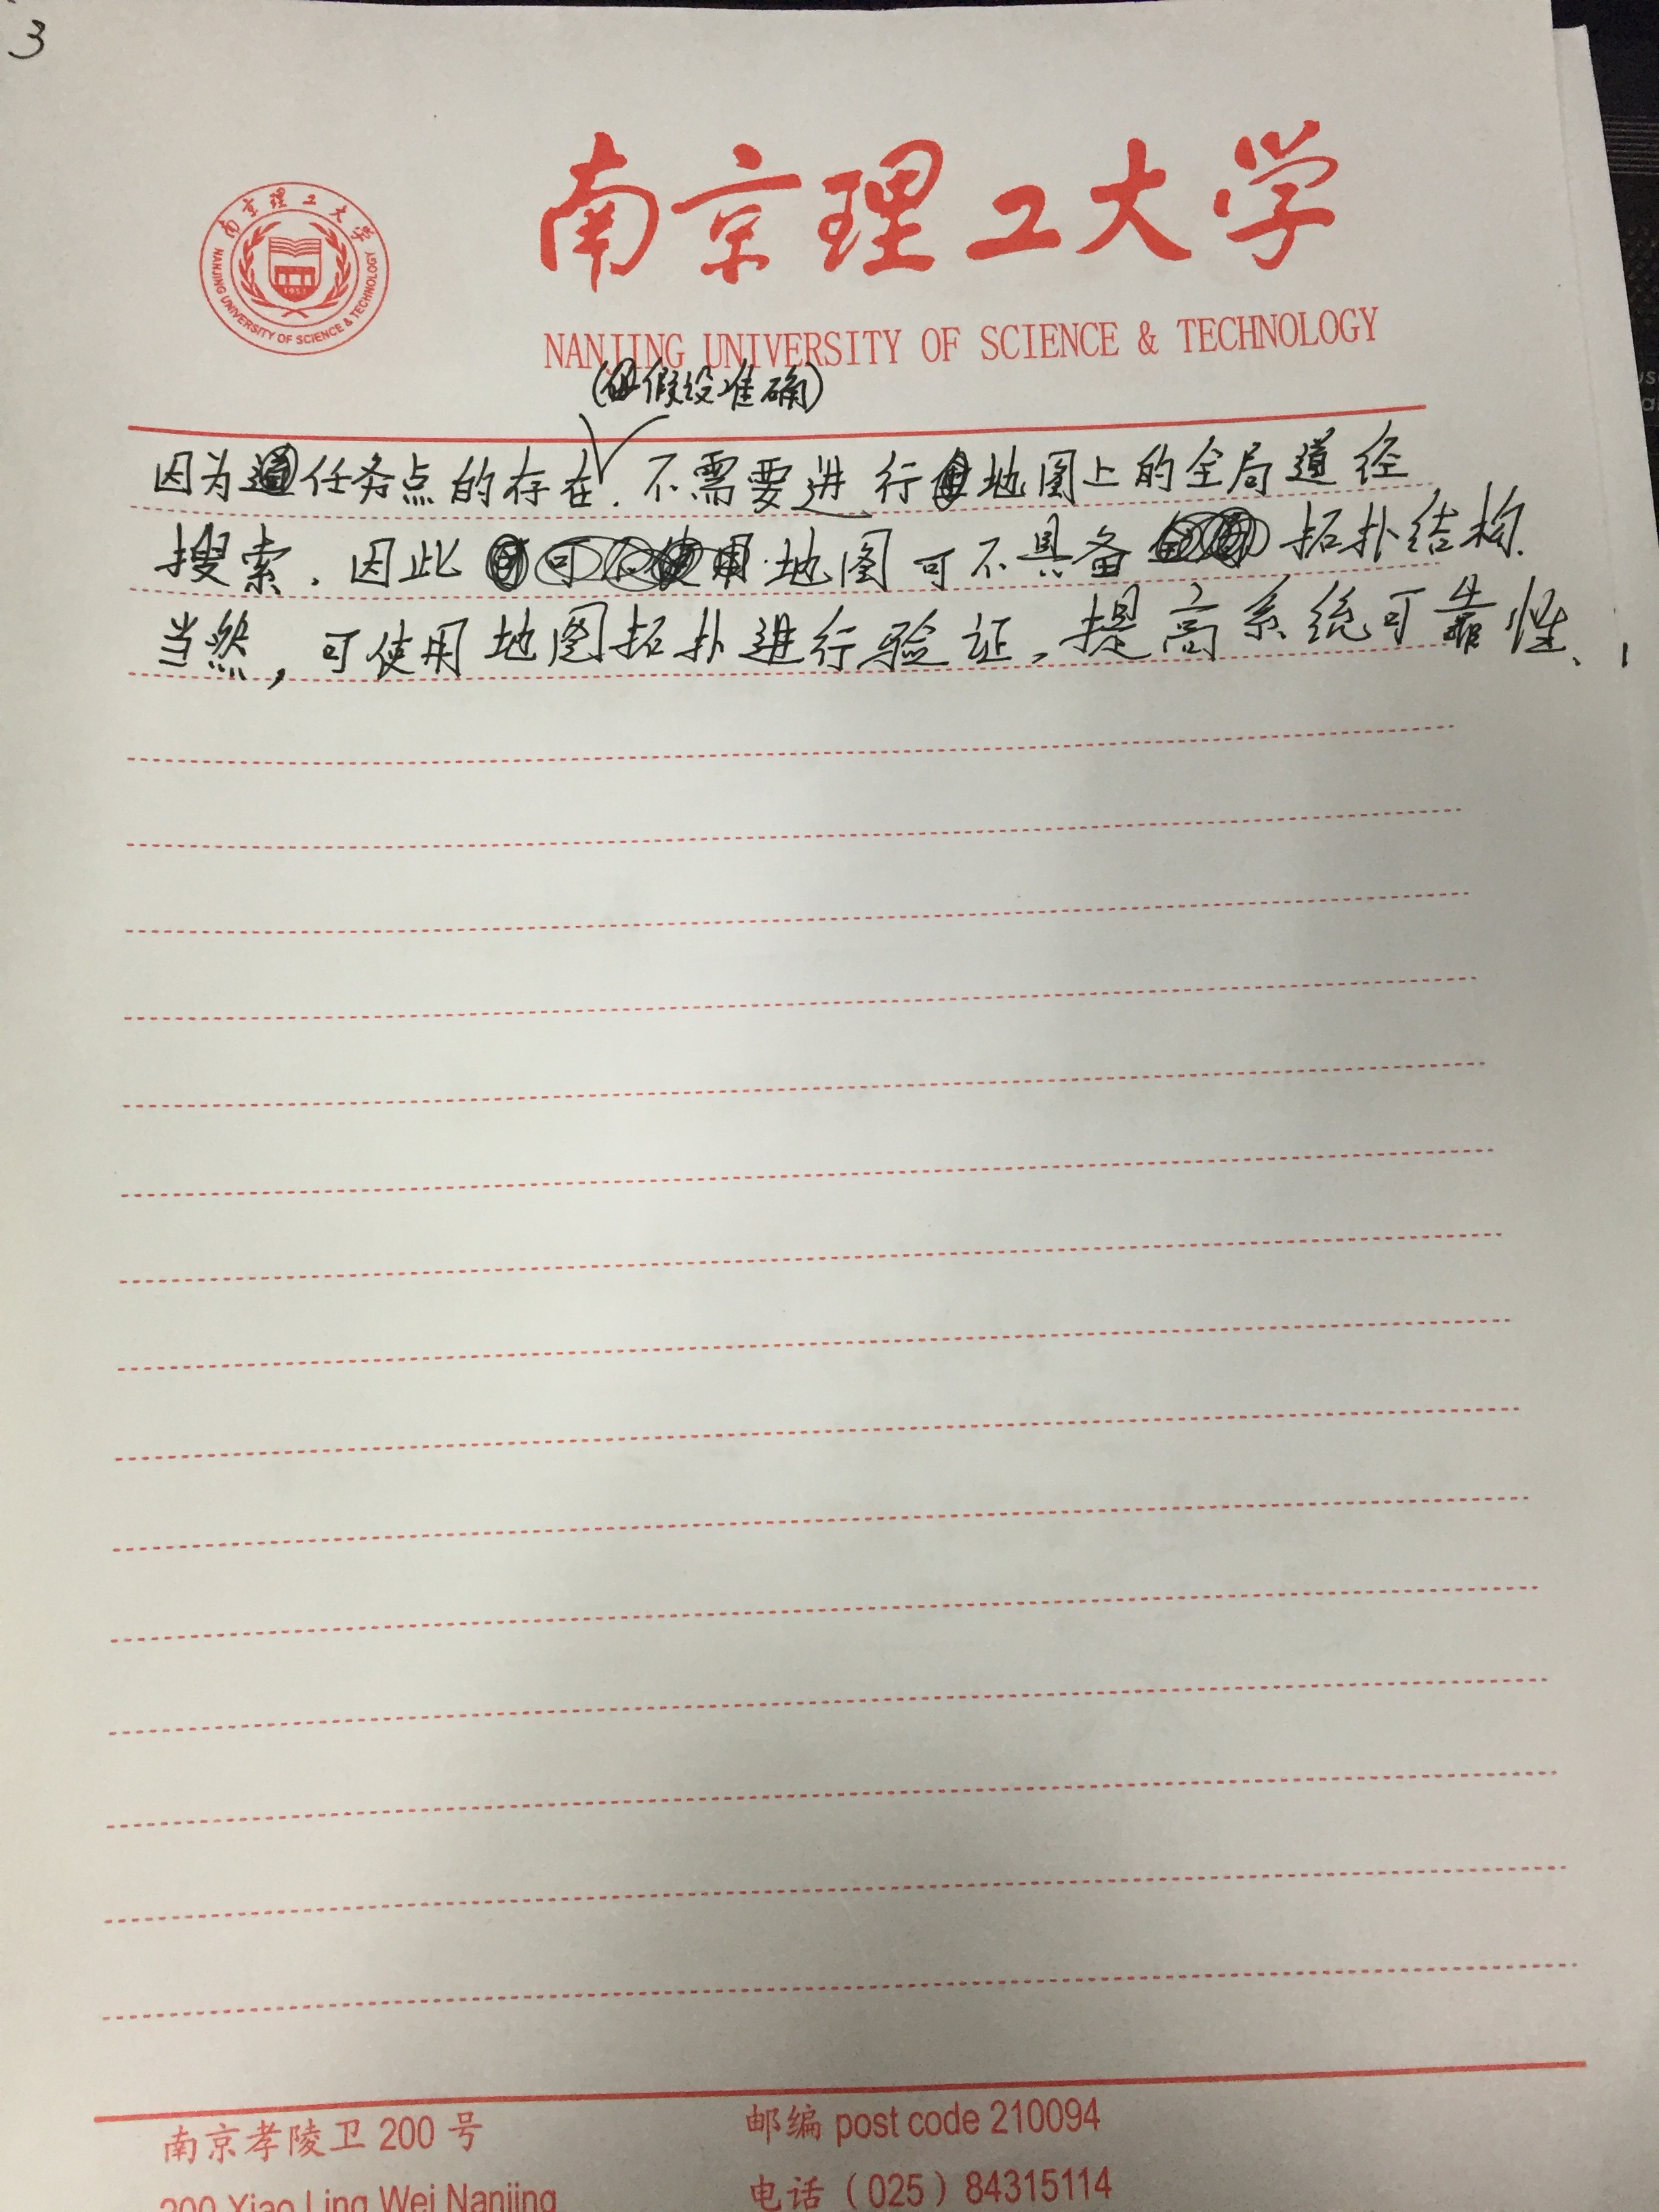 3
南京理工大学
NANJING UNIVERSITY OF SCIENCE & TECHNOLOGY
南京理工大学
NANJING UNIVERSITY OF SCIENCE & TECHNOLOGY
1953
(假设准确)
因为任务点的存在.不需要进行地图上的全局道径
搜索.因此地图可不具备拓扑结构.
当然,可使用地图拓扑进行验证,提高系统可靠性、
南京孝陵卫 200 号
邮编 post code 210094
200 Xiao Ling Wei Nanjing
电话（025）84315114